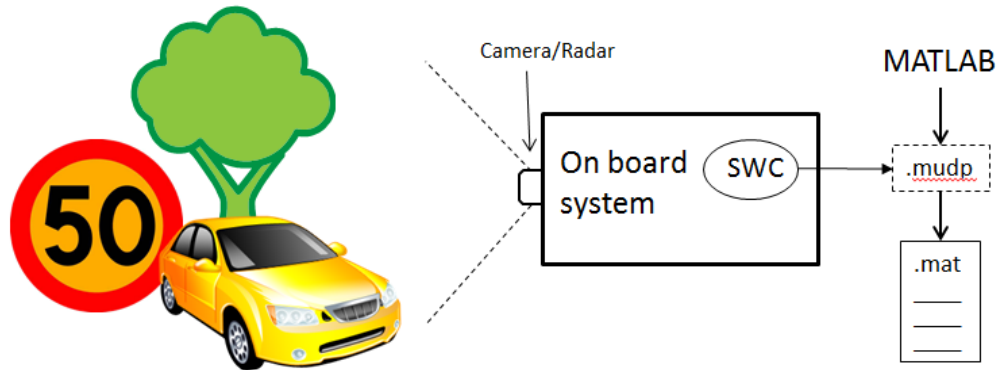 50
Camera/Radar
On board
system
SWC
MATLAB
.mudp
.mat